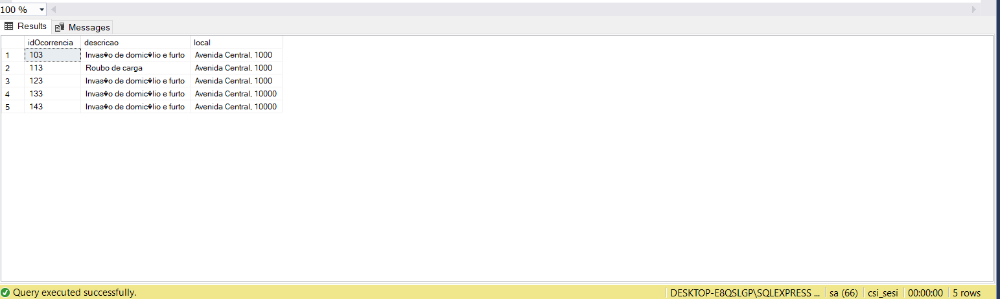 100 %
Results Messages
idOcorrencia descricao local
1 103 Invas�o de domic�lio e furto Avenida Central, 1000
2 113 Roubo de carga Avenida Central, 1000
3 123 Invas�o de domic�lio e furto Avenida Central, 1000
4 133 Invas�o de domic�lio e furto Avenida Central, 10000
5 143 Invas�o de domic�lio e furto Avenida Central, 10000
Query executed successfully. DESKTOP-E8QSLGP\SQLEXPRESS ... sa (66) csi_sesi 00:00:00 5 rows